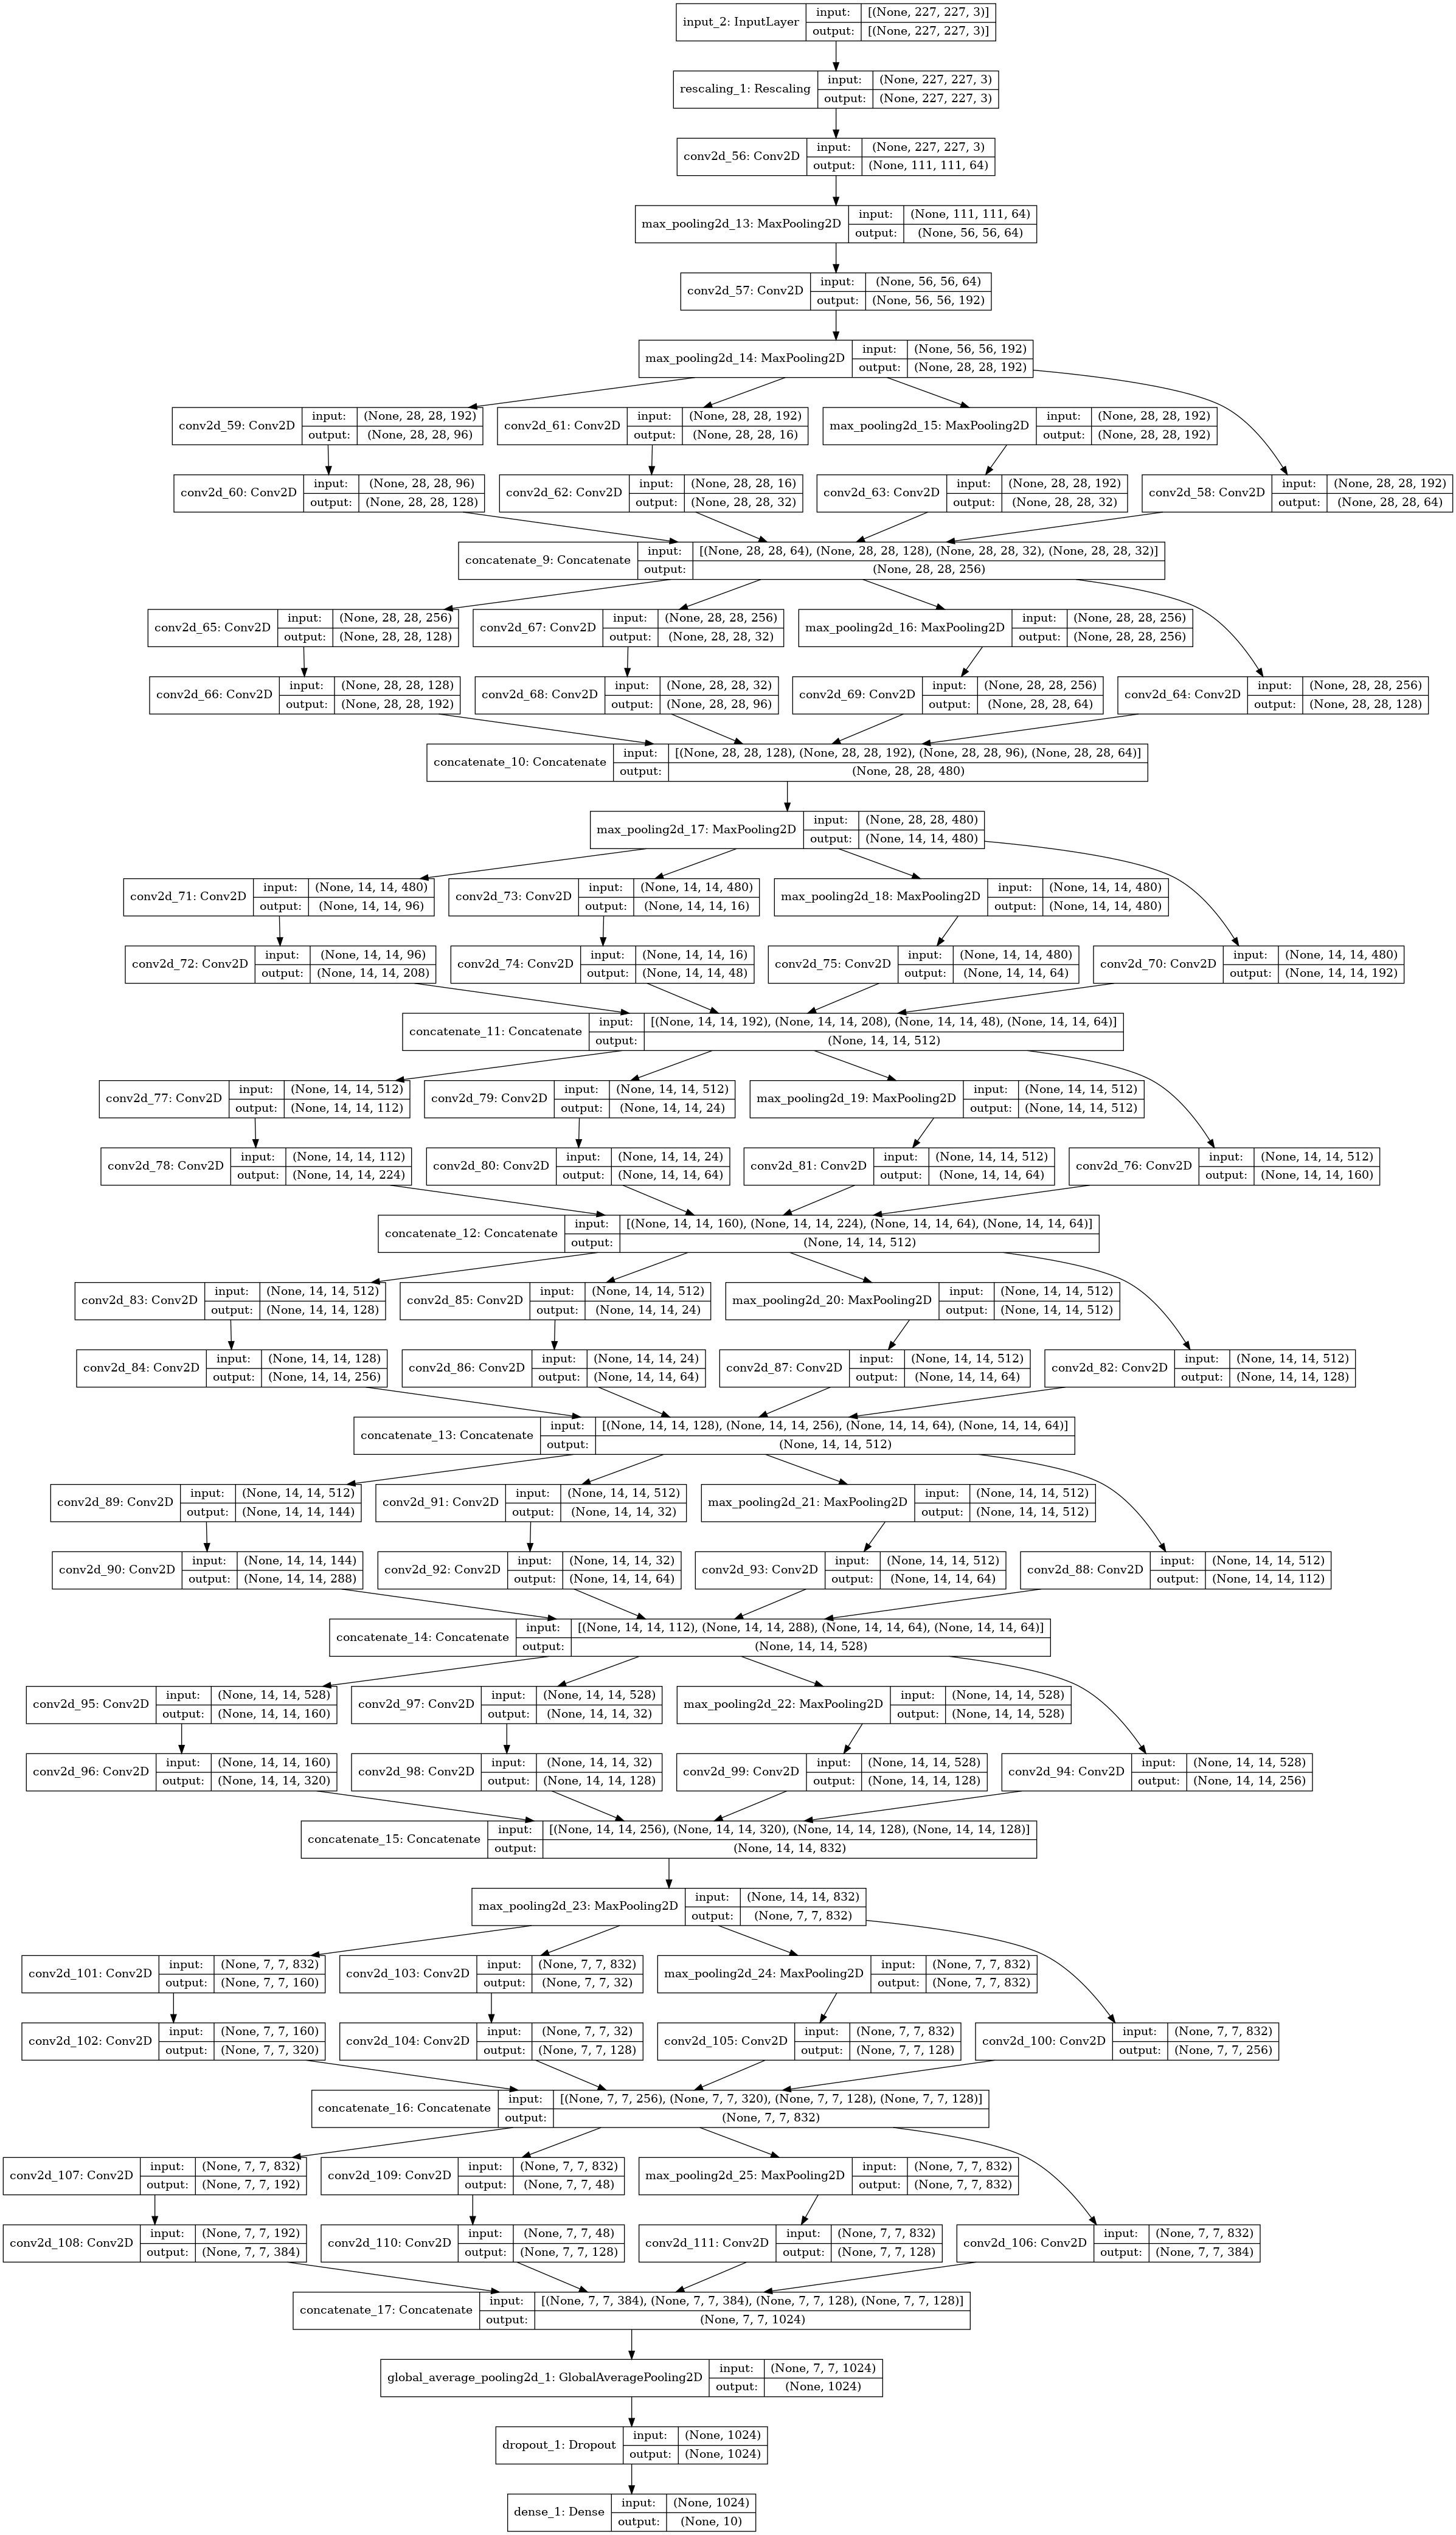 input_2: InputLayer input: [(None, 227, 227, 3)]
output: [(None, 227, 227, 3)]
rescaling_1: Rescaling input: (None, 227, 227, 3)
output: (None, 227, 227, 3)
conv2d_56: Conv2D input: (None, 227, 227, 3)
output: (None, 111, 111, 64)
max_pooling2d_13: MaxPooling2D input: (None, 111, 111, 64)
output: (None, 56, 56, 64)
conv2d_57: Conv2D input: (None, 56, 56, 64)
output: (None, 56, 56, 192)
max_pooling2d_14: MaxPooling2D input: (None, 56, 56, 192)
output: (None, 28, 28, 192)
conv2d_59: Conv2D input: (None, 28, 28, 192)
output: (None, 28, 28, 96)
conv2d_61: Conv2D input: (None, 28, 28, 192)
output: (None, 28, 28, 16)
max_pooling2d_15: MaxPooling2D input: (None, 28, 28, 192)
output: (None, 28, 28, 192)
conv2d_60: Conv2D input: (None, 28, 28, 96)
output: (None, 28, 28, 128)
conv2d_62: Conv2D input: (None, 28, 28, 16)
output: (None, 28, 28, 32)
conv2d_63: Conv2D input: (None, 28, 28, 192)
output: (None, 28, 28, 32)
conv2d_58: Conv2D input: (None, 28, 28, 192)
output: (None, 28, 28, 64)
concatenate_9: Concatenate input: [(None, 28, 28, 64), (None, 28, 28, 128), (None, 28, 28, 32), (None, 28, 28, 32)]
output: (None, 28, 28, 256)
conv2d_65: Conv2D input: (None, 28, 28, 256)
output: (None, 28, 28, 128)
conv2d_67: Conv2D input: (None, 28, 28, 256)
output: (None, 28, 28, 32)
max_pooling2d_16: MaxPooling2D input: (None, 28, 28, 256)
output: (None, 28, 28, 256)
conv2d_66: Conv2D input: (None, 28, 28, 128)
output: (None, 28, 28, 192)
conv2d_68: Conv2D input: (None, 28, 28, 32)
output: (None, 28, 28, 96)
conv2d_69: Conv2D input: (None, 28, 28, 256)
output: (None, 28, 28, 64)
conv2d_64: Conv2D input: (None, 28, 28, 256)
output: (None, 28, 28, 128)
concatenate_10: Concatenate input: [(None, 28, 28, 128), (None, 28, 28, 192), (None, 28, 28, 96), (None, 28, 28, 64)]
output: (None, 28, 28, 480)
max_pooling2d_17: MaxPooling2D input: (None, 28, 28, 480)
output: (None, 14, 14, 480)
conv2d_71: Conv2D input: (None, 14, 14, 480)
output: (None, 14, 14, 96)
conv2d_73: Conv2D input: (None, 14, 14, 480)
output: (None, 14, 14, 16)
max_pooling2d_18: MaxPooling2D input: (None, 14, 14, 480)
output: (None, 14, 14, 480)
conv2d_72: Conv2D input: (None, 14, 14, 96)
output: (None, 14, 14, 208)
conv2d_74: Conv2D input: (None, 14, 14, 16)
output: (None, 14, 14, 48)
conv2d_75: Conv2D input: (None, 14, 14, 480)
output: (None, 14, 14, 64)
conv2d_70: Conv2D input: (None, 14, 14, 480)
output: (None, 14, 14, 192)
concatenate_11: Concatenate input: [(None, 14, 14, 192), (None, 14, 14, 208), (None, 14, 14, 48), (None, 14, 14, 64)]
output: (None, 14, 14, 512)
conv2d_77: Conv2D input: (None, 14, 14, 512)
output: (None, 14, 14, 112)
conv2d_79: Conv2D input: (None, 14, 14, 512)
output: (None, 14, 14, 24)
max_pooling2d_19: MaxPooling2D input: (None, 14, 14, 512)
output: (None, 14, 14, 512)
conv2d_78: Conv2D input: (None, 14, 14, 112)
output: (None, 14, 14, 224)
conv2d_80: Conv2D input: (None, 14, 14, 24)
output: (None, 14, 14, 64)
conv2d_81: Conv2D input: (None, 14, 14, 512)
output: (None, 14, 14, 64)
conv2d_76: Conv2D input: (None, 14, 14, 512)
output: (None, 14, 14, 160)
concatenate_12: Concatenate input: [(None, 14, 14, 160), (None, 14, 14, 224), (None, 14, 14, 64), (None, 14, 14, 64)]
output: (None, 14, 14, 512)
conv2d_83: Conv2D input: (None, 14, 14, 512)
output: (None, 14, 14, 128)
conv2d_85: Conv2D input: (None, 14, 14, 512)
output: (None, 14, 14, 24)
max_pooling2d_20: MaxPooling2D input: (None, 14, 14, 512)
output: (None, 14, 14, 512)
conv2d_84: Conv2D input: (None, 14, 14, 128)
output: (None, 14, 14, 256)
conv2d_86: Conv2D input: (None, 14, 14, 24)
output: (None, 14, 14, 64)
conv2d_87: Conv2D input: (None, 14, 14, 512)
output: (None, 14, 14, 64)
conv2d_82: Conv2D input: (None, 14, 14, 512)
output: (None, 14, 14, 128)
concatenate_13: Concatenate input: [(None, 14, 14, 128), (None, 14, 14, 256), (None, 14, 14, 64), (None, 14, 14, 64)]
output: (None, 14, 14, 512)
conv2d_89: Conv2D input: (None, 14, 14, 512)
output: (None, 14, 14, 144)
conv2d_91: Conv2D input: (None, 14, 14, 512)
output: (None, 14, 14, 32)
max_pooling2d_21: MaxPooling2D input: (None, 14, 14, 512)
output: (None, 14, 14, 512)
conv2d_90: Conv2D input: (None, 14, 14, 144)
output: (None, 14, 14, 288)
conv2d_92: Conv2D input: (None, 14, 14, 32)
output: (None, 14, 14, 64)
conv2d_93: Conv2D input: (None, 14, 14, 512)
output: (None, 14, 14, 64)
conv2d_88: Conv2D input: (None, 14, 14, 512)
output: (None, 14, 14, 112)
concatenate_14: Concatenate input: [(None, 14, 14, 112), (None, 14, 14, 288), (None, 14, 14, 64), (None, 14, 14, 64)]
output: (None, 14, 14, 528)
conv2d_95: Conv2D input: (None, 14, 14, 528)
output: (None, 14, 14, 160)
conv2d_97: Conv2D input: (None, 14, 14, 528)
output: (None, 14, 14, 32)
max_pooling2d_22: MaxPooling2D input: (None, 14, 14, 528)
output: (None, 14, 14, 528)
conv2d_96: Conv2D input: (None, 14, 14, 160)
output: (None, 14, 14, 320)
conv2d_98: Conv2D input: (None, 14, 14, 32)
output: (None, 14, 14, 128)
conv2d_99: Conv2D input: (None, 14, 14, 528)
output: (None, 14, 14, 128)
conv2d_94: Conv2D input: (None, 14, 14, 528)
output: (None, 14, 14, 256)
concatenate_15: Concatenate input: [(None, 14, 14, 256), (None, 14, 14, 320), (None, 14, 14, 128), (None, 14, 14, 128)]
output: (None, 14, 14, 832)
max_pooling2d_23: MaxPooling2D input: (None, 14, 14, 832)
output: (None, 7, 7, 832)
conv2d_101: Conv2D input: (None, 7, 7, 832)
output: (None, 7, 7, 160)
conv2d_103: Conv2D input: (None, 7, 7, 832)
output: (None, 7, 7, 32)
max_pooling2d_24: MaxPooling2D input: (None, 7, 7, 832)
output: (None, 7, 7, 832)
conv2d_102: Conv2D input: (None, 7, 7, 160)
output: (None, 7, 7, 320)
conv2d_104: Conv2D input: (None, 7, 7, 32)
output: (None, 7, 7, 128)
conv2d_105: Conv2D input: (None, 7, 7, 832)
output: (None, 7, 7, 128)
conv2d_100: Conv2D input: (None, 7, 7, 832)
output: (None, 7, 7, 256)
concatenate_16: Concatenate input: [(None, 7, 7, 256), (None, 7, 7, 320), (None, 7, 7, 128), (None, 7, 7, 128)]
output: (None, 7, 7, 832)
conv2d_107: Conv2D input: (None, 7, 7, 832)
output: (None, 7, 7, 192)
conv2d_109: Conv2D input: (None, 7, 7, 832)
output: (None, 7, 7, 48)
max_pooling2d_25: MaxPooling2D input: (None, 7, 7, 832)
output: (None, 7, 7, 832)
conv2d_108: Conv2D input: (None, 7, 7, 192)
output: (None, 7, 7, 384)
conv2d_110: Conv2D input: (None, 7, 7, 48)
output: (None, 7, 7, 128)
conv2d_111: Conv2D input: (None, 7, 7, 832)
output: (None, 7, 7, 128)
conv2d_106: Conv2D input: (None, 7, 7, 832)
output: (None, 7, 7, 384)
concatenate_17: Concatenate input: [(None, 7, 7, 384), (None, 7, 7, 384), (None, 7, 7, 128), (None, 7, 7, 128)]
output: (None, 7, 7, 1024)
global_average_pooling2d_1: GlobalAveragePooling2D input: (None, 7, 7, 1024)
output: (None, 1024)
dropout_1: Dropout input: (None, 1024)
output: (None, 1024)
dense_1: Dense input: (None, 1024)
output: (None, 10)